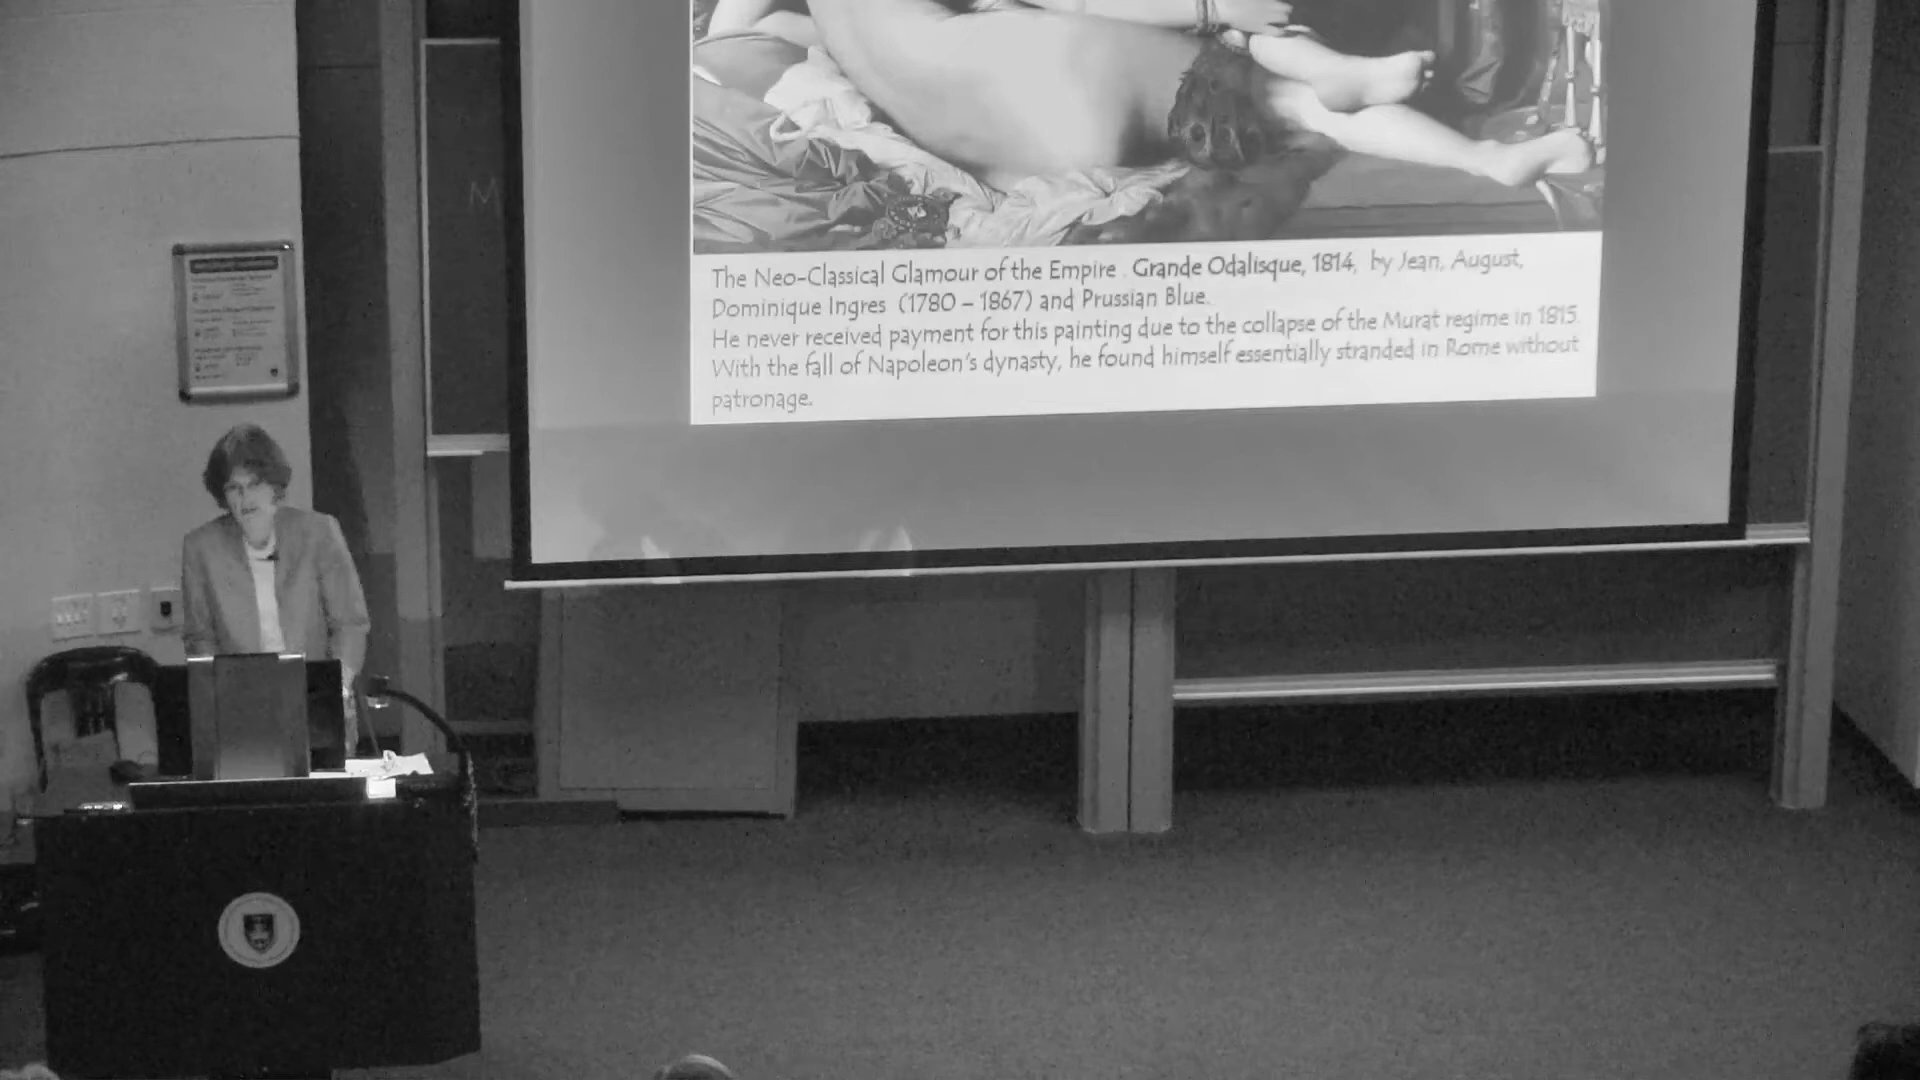 M
The Neo-Classical Glamour of the Empire . Grande Odalisque, 1814, by Jean, August,
Dominique Ingres (1780 – 1867) and Prussian Blue.
He never received payment for this painting due to the collapse of the Murat regime in 1815.
With the fall of Napoleon's dynasty, he found himself essentially stranded in Rome without
patronage.